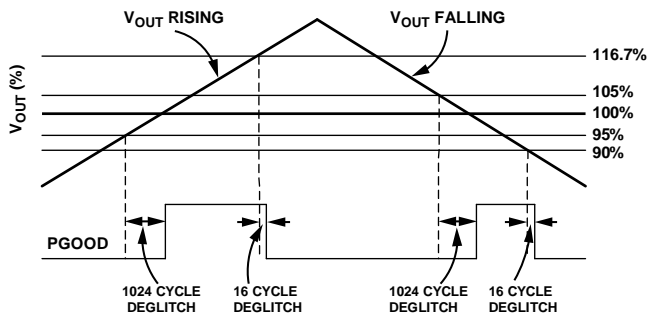 VOUT RISING
VOUT FALLING
VOUT (%)
116.7%
105%
100%
95%
90%
PGOOD
1024 CYCLE
DEGLITCH
16 CYCLE
DEGLITCH
1024 CYCLE
DEGLITCH
16 CYCLE
DEGLITCH